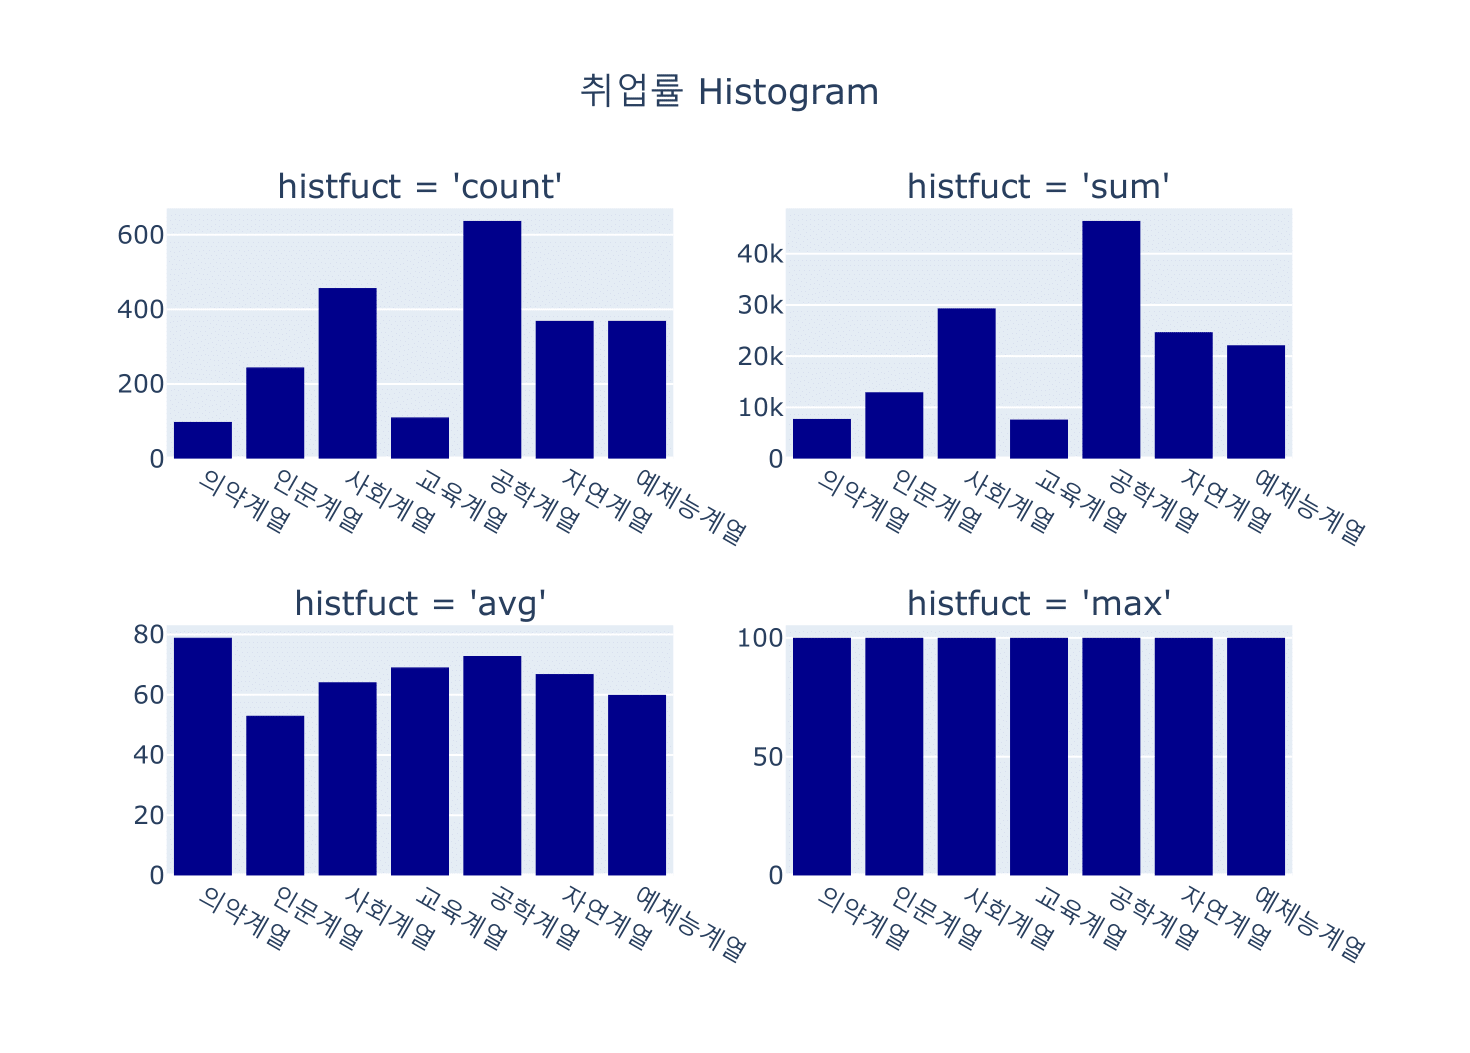 취업률 Histogram
histfuct = 'count'
600
400
200
0
의약계열 인문계열 사회계열 교육계열 공학계열 자연계열 예체능계열
histfuct = 'sum'
40k
30k
20k
10k
0
의약계열 인문계열 사회계열 교육계열 공학계열 자연계열 예체능계열
histfuct = 'avg'
80
60
40
20
0
의약계열 인문계열 사회계열 교육계열 공학계열 자연계열 예체능계열
histfuct = 'max'
100
50
0
의약계열 인문계열 사회계열 교육계열 공학계열 자연계열 예체능계열